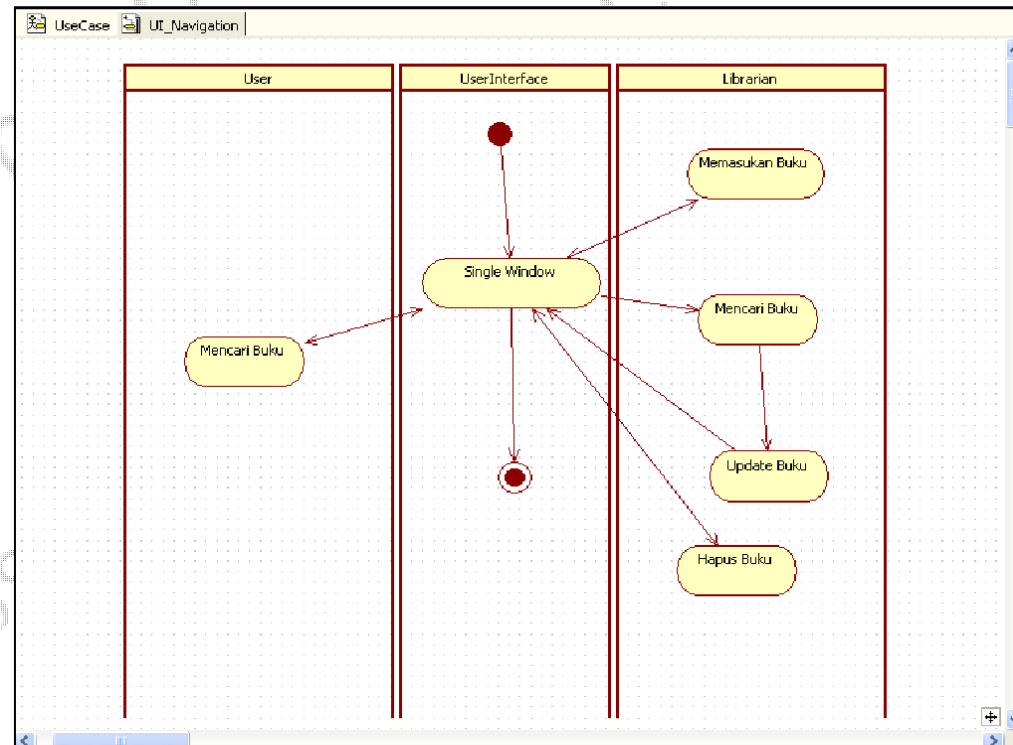 UseCase UI_Navigation
User UserInterface Librarian
Memasukan Buku
Single Window
Mencari Buku
Mencari Buku
Update Buku
Hapus Buku